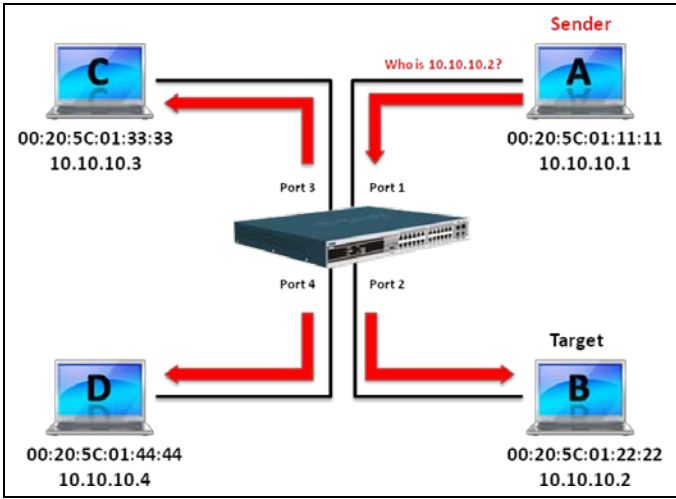 Sender
Who is 10.10.10.2?
C
A
00:20:5C:01:33:33
10.10.10.3
00:20:5C:01:11:11
10.10.10.1
Port 3
Port 1
Port 4
Port 2
Target
D
B
00:20:5C:01:44:44
10.10.10.4
00:20:5C:01:22:22
10.10.10.2